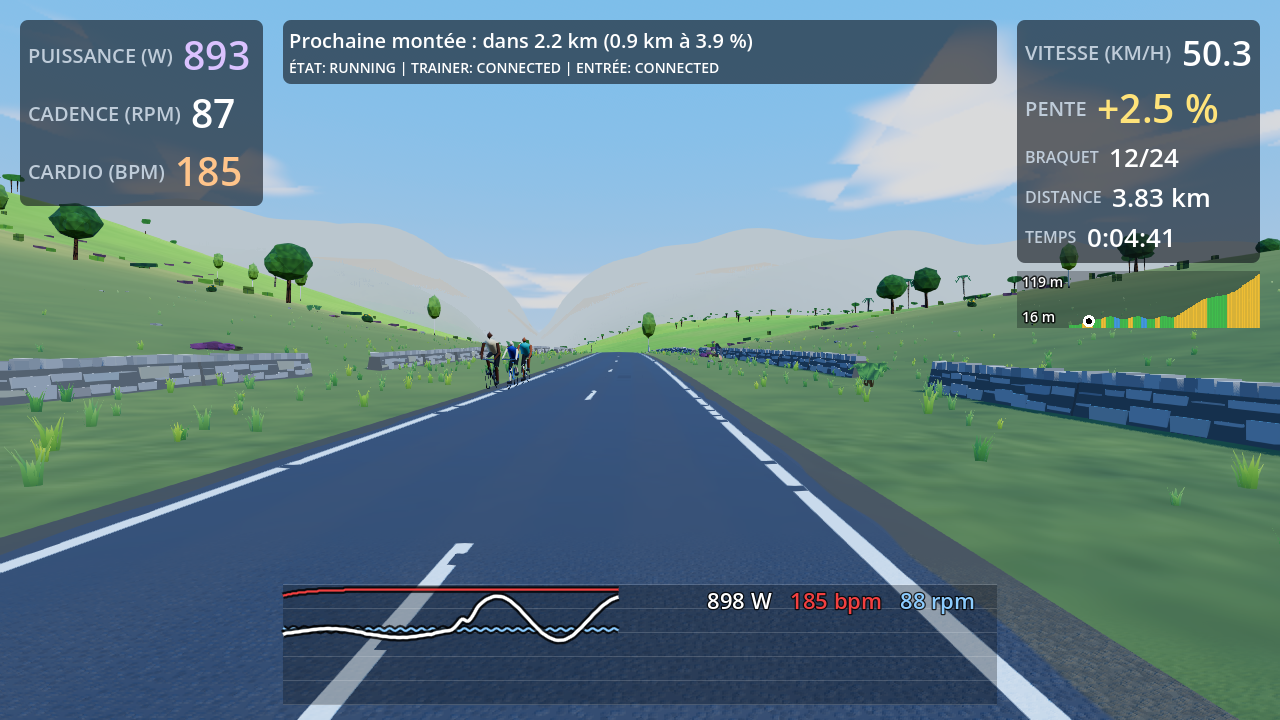 PUISSANCE (W) 893
CADENCE (RPM) 87
CARDIO (BPM) 185
Prochaine montée : dans 2.2 km (0.9 km à 3.9 %)
ÉTAT: RUNNING | TRAINER: CONNECTED | ENTRÉE: CONNECTED
VITESSE (KM/H) 50.3
PENTE +2.5 %
BRAQUET 12/24
DISTANCE 3.83 km
TEMPS 0:04:41
119 m
16 m
898 W 185 bpm 88 rpm